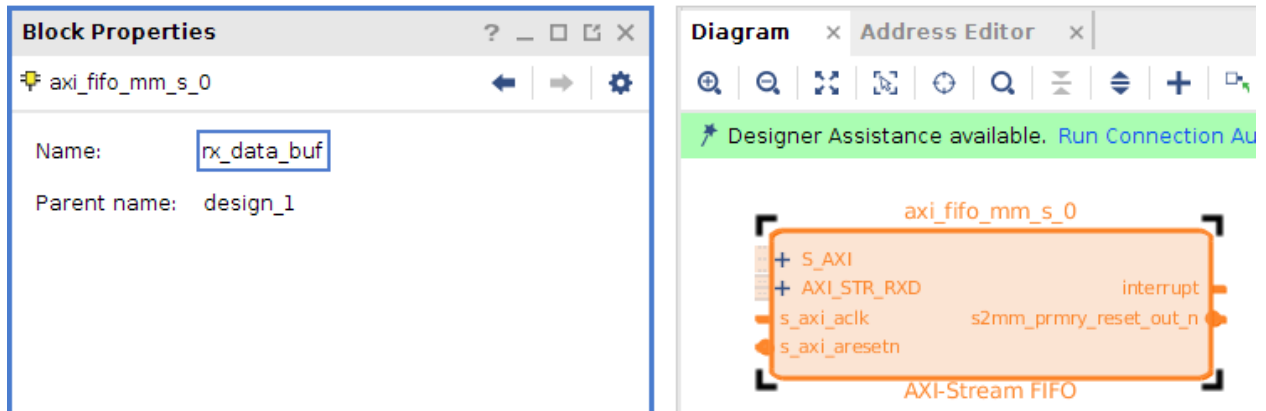 Block Properties
axi_fifo_mm_s_0
Name: rx_data_buf
Parent name: design_1
Diagram Address Editor
Designer Assistance available. Run Connection Au
axi_fifo_mm_s_0
S_AXI
AXI_STR_RXD interrupt
s_axi_aclk s2mm_prmry_reset_out_n
s_axi_aresetn
AXI-Stream FIFO